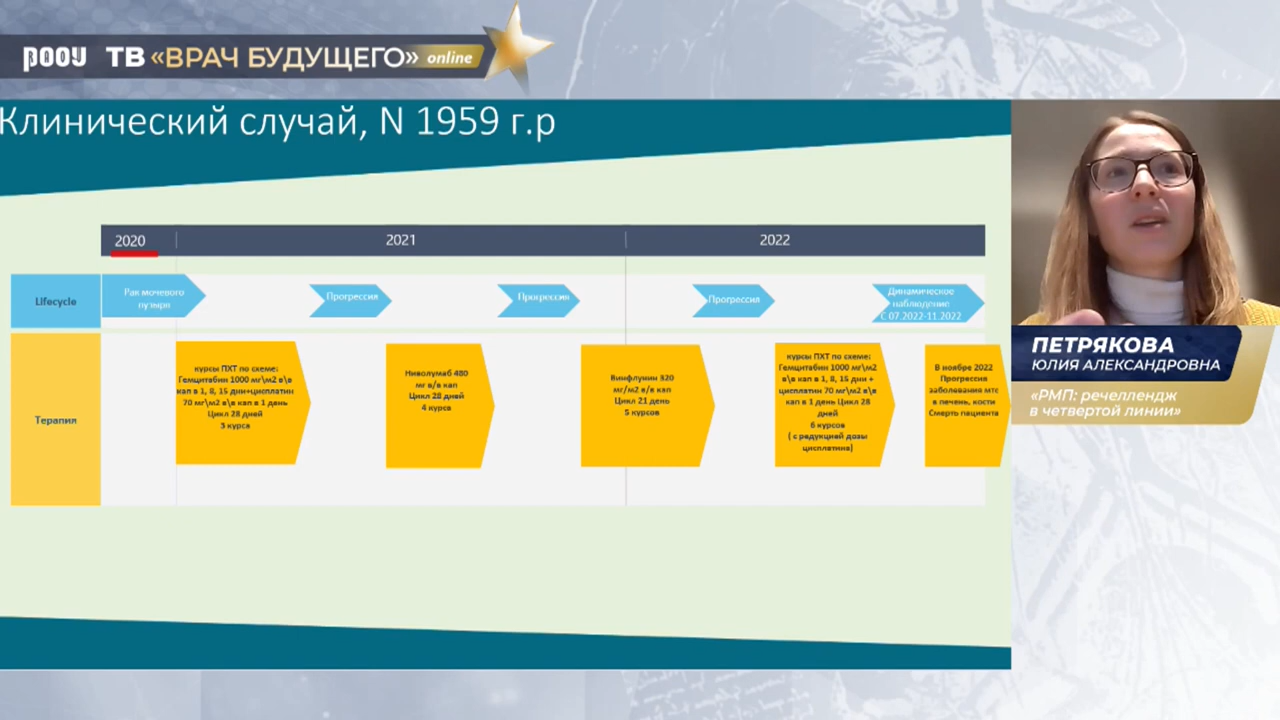 РООУ ТВ «ВРАЧ БУДУЩЕГО» online
Клинический случай, N 1959 г.р
2020
2021
2022
Lifecycle
Рак мочевого
пузыря
Прогрессия
Прогрессия
Прогрессия
Динамическое
наблюдение
С 07.2022-11.2022
Терапия
курсы ПХТ по схеме:
Гемцитабин 1000 мг\м2 в\в
кап в 1, 8, 15 дни+цисплатин
70 мг\м2 в\в кап в 1 день
Цикл 28 дней
3 курса
Ниволумаб 480
мг в/в кап
Цикл 28 дней
4 курса
Винфлунин 320
мг/м2 в/в кап
Цикл 21 день
5 курсов
курсы ПХТ по схеме:
Гемцитабин 1000 мг\м2
в\в кап в 1, 8, 15 дни +
цисплатин 70 мг\м2 в\в
кап в 1 день Цикл 28
дней
6 курсов
( с редукцией дозы
цисплатина)
В ноябре 2022
Прогрессия
заболевания мтс
в печень, кости
Смерть пациента
ПЕТРЯКОВА
ЮЛИЯ АЛЕКСАНДРОВНА
«РМП: речеллендж
в четвертой линии»